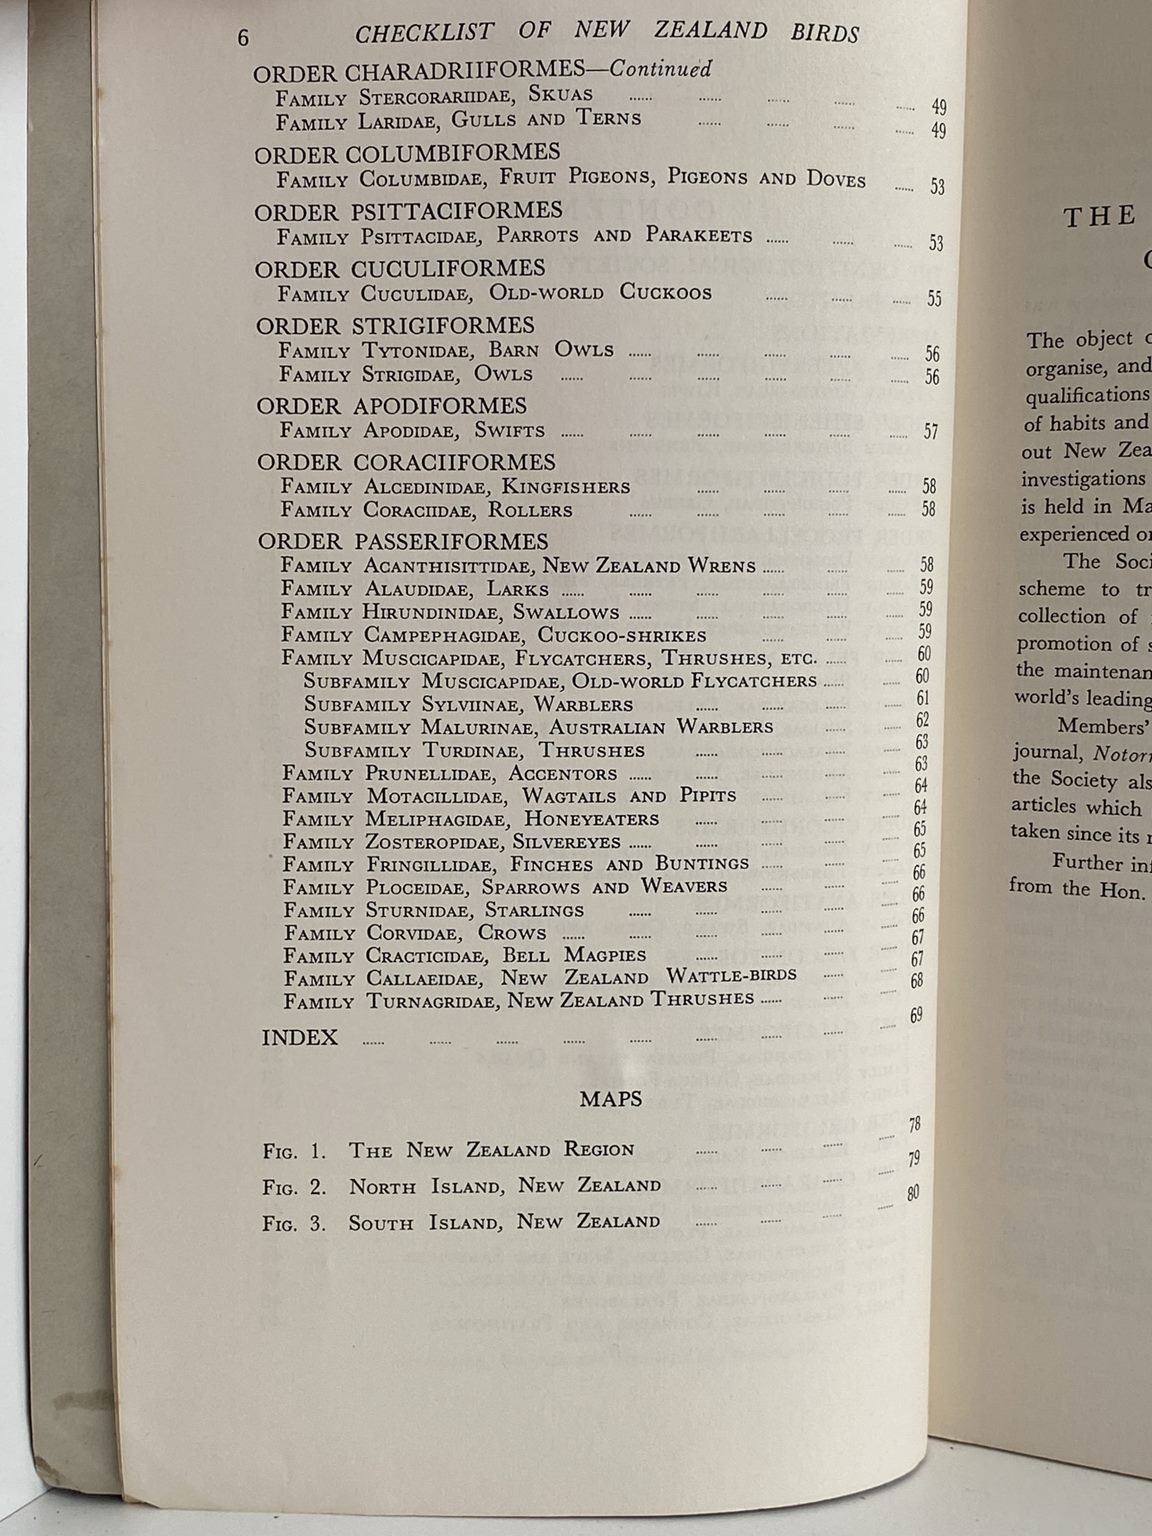 6 CHECKLIST OF NEW ZEALAND BIRDS
ORDER CHARADRIIFORMES—Continued
FAMILY STERCORARIIDAE, SKUAS ...... ...... ...... ...... ...... 49
FAMILY LARIDAE, GULLS AND TERNS ...... ...... ...... ...... 49
ORDER COLUMBIFORMES
FAMILY COLUMBIDAE, FRUIT PIGEONS, PIGEONS AND DOVES ...... 53
ORDER PSITTACIFORMES
FAMILY PSITTACIDAE, PARROTS AND PARAKEETS ...... ...... ...... 53
ORDER CUCULIFORMES
FAMILY CUCULIDAE, OLD-WORLD CUCKOOS ...... ...... ...... 55
ORDER STRIGIFORMES
FAMILY TYTONIDAE, BARN OWLS ...... ...... ...... ...... ...... 56
FAMILY STRIGIDAE, OWLS ...... ...... ...... ...... ...... ...... 56
ORDER APODIFORMES
FAMILY APODIDAE, SWIFTS ...... ...... ...... ...... ...... ...... 57
ORDER CORACIIFORMES
FAMILY ALCEDINIDAE, KINGFISHERS ...... ...... ...... ...... 58
FAMILY CORACIIDAE, ROLLERS ...... ...... ...... ...... ...... 58
ORDER PASSERIFORMES
FAMILY ACANTHISITTIDAE, NEW ZEALAND WRENS ...... ...... ...... 58
FAMILY ALAUDIDAE, LARKS ...... ...... ...... ...... ...... ...... 59
FAMILY HIRUNDINIDAE, SWALLOWS ...... ...... ...... ...... ...... 59
FAMILY CAMPEPHAGIDAE, CUCKOO-SHRIKES ...... ...... ...... 59
FAMILY MUSCICAPIDAE, FLYCATCHERS, THRUSHES, ETC. ...... ...... 60
SUBFAMILY MUSCICAPIDAE, OLD-WORLD FLYCATCHERS ...... ...... 60
SUBFAMILY SYLVIINAE, WARBLERS ...... ...... ...... ...... 61
SUBFAMILY MALURINAE, AUSTRALIAN WARBLERS ...... ...... 62
SUBFAMILY TURDINAE, THRUSHES ...... ...... ...... ...... 63
FAMILY PRUNELLIDAE, ACCENTORS ...... ...... ...... ...... ...... 63
FAMILY MOTACILLIDAE, WAGTAILS AND PIPITS ...... ...... ...... 64
FAMILY MELIPHAGIDAE, HONEYEATERS ...... ...... ...... ...... 64
FAMILY ZOSTEROPIDAE, SILVEREYES ...... ...... ...... ...... ...... 65
FAMILY FRINGILLIDAE, FINCHES AND BUNTINGS ...... ...... ...... 65
FAMILY PLOCEIDAE, SPARROWS AND WEAVERS ...... ...... ...... 66
FAMILY STURNIDAE, STARLINGS ...... ...... ...... ...... ...... 66
FAMILY CORVIDAE, CROWS ...... ...... ...... ...... ...... ...... 66
FAMILY CRACTICIDAE, BELL MAGPIES ...... ...... ...... ...... 67
FAMILY CALLAEIDAE, NEW ZEALAND WATTLE-BIRDS ...... ...... 67
FAMILY TURNAGRIDAE, NEW ZEALAND THRUSHES ...... ...... ...... 68
INDEX ...... ...... ...... ...... ...... ...... ...... ...... ...... 69
MAPS
FIG. 1. THE NEW ZEALAND REGION ...... ...... ...... ...... 78
FIG. 2. NORTH ISLAND, NEW ZEALAND ...... ...... ...... ...... 79
FIG. 3. SOUTH ISLAND, NEW ZEALAND ...... ...... ...... ...... 80
THE
The object
organise, and
qualifications
of habits and
out New
investigations
is held in
experienced
The
scheme to
collection of
promotion of
the
world's leading
Members'
journal,
the Society
articles which
taken since its
Further
from the Hon.